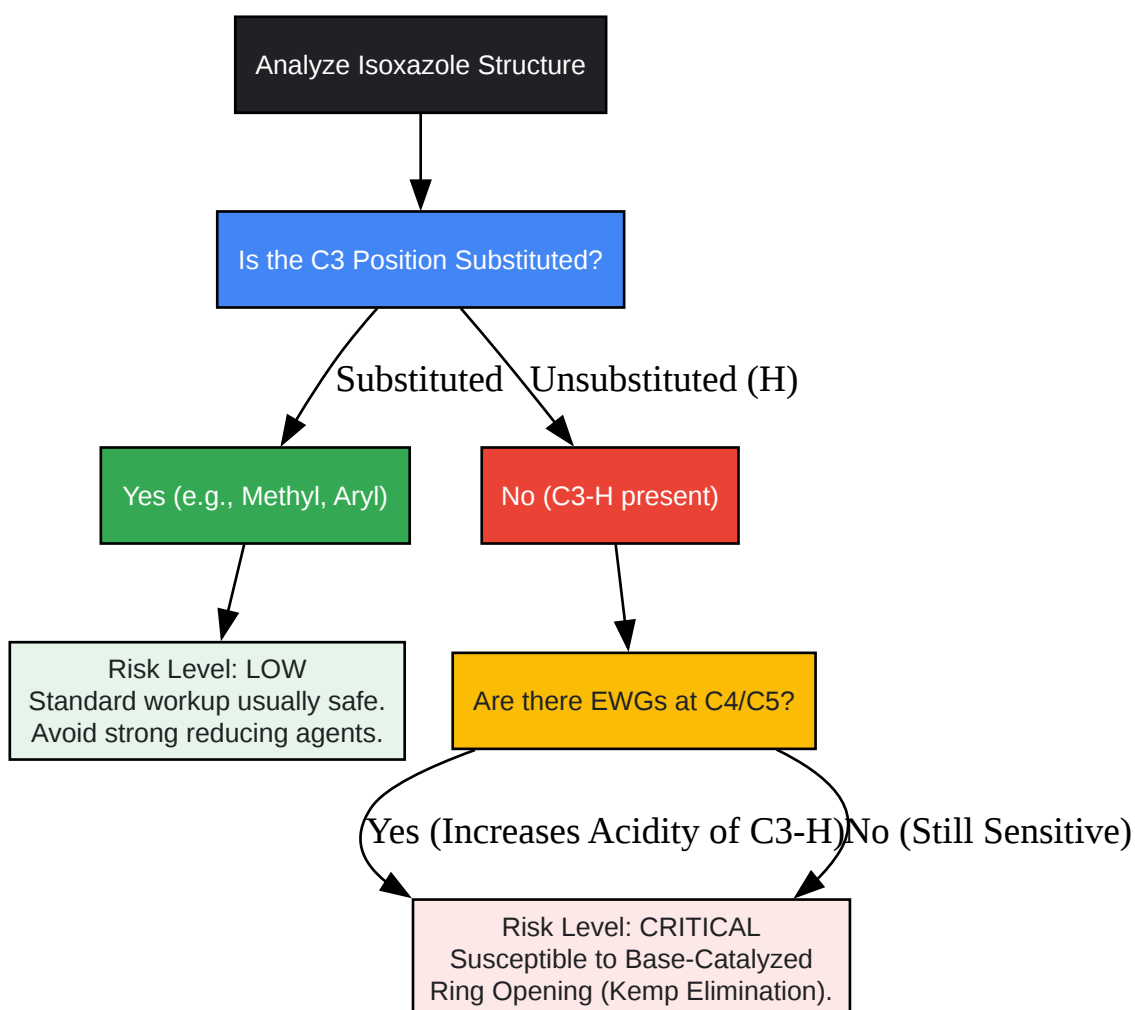 Analyze Isoxazole Structure
Is the C3 Position Substituted?
Substituted
Unsubstituted (H)
Yes (e.g., Methyl, Aryl)
No (C3-H present)
Risk Level: LOW
Standard workup usually safe.
Avoid strong reducing agents.
Are there EWGs at C4/C5?
Yes (Increases Acidity of C3-H)
No (Still Sensitive)
Risk Level: CRITICAL
Susceptible to Base-Catalyzed
Ring Opening (Kemp Elimination).